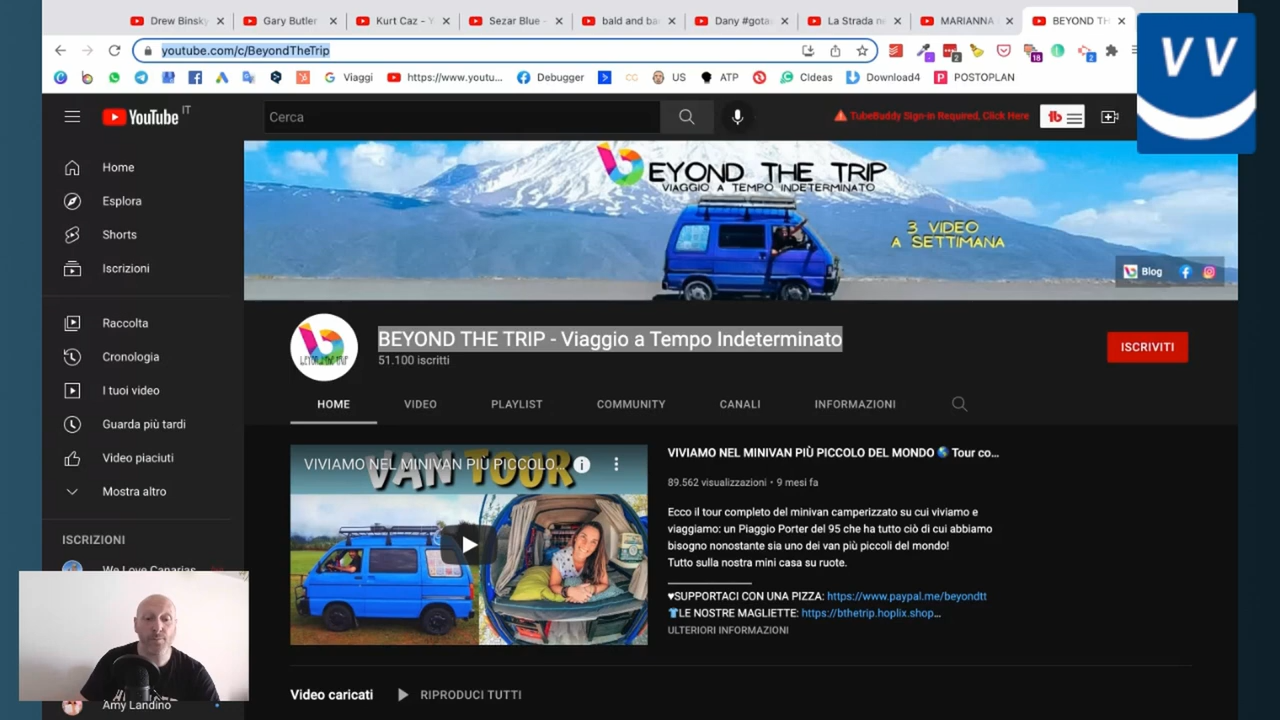 Drew Binsky
Gary Butler
Kurt Caz - Y
Sezar Blue -
bald and ba
Dany #gota
La Strada ne
MARIANNA
BEYOND TH
youtube.com/c/BeyondTheTrip
Viaggi
https://www.youtu...
Debugger
CC
US
ATP
Cideas
Download4
POSTOPLAN
VV
YouTube IT
Cerca
TubeBuddy Sign-in Required, Click Here
Home
Esplora
Shorts
Iscrizioni
Raccolta
Cronologia
I tuoi video
Guarda più tardi
Video piaciuti
Mostra altro
ISCRIZIONI
We Love Canarias
Amy Landino
BEYOND THE TRIP
VIAGGIO A TEMPO INDETERMINATO
3 VIDEO
A SETTIMANA
Blog
BEYOND THE TRIP
BEYOND THE TRIP - Viaggio a Tempo Indeterminato
51.100 iscritti
ISCRIVITI
HOME
VIDEO
PLAYLIST
COMMUNITY
CANALI
INFORMAZIONI
VIVIAMO NEL MINIVAN PIÙ PICCOLO...
VAN TOUR
VIVIAMO NEL MINIVAN PIÙ PICCOLO DEL MONDO 🌎 Tour co...
89.562 visualizzazioni • 9 mesi fa
Ecco il tour completo del minivan camperizzato su cui viviamo e
viaggiamo: un Piaggio Porter del 95 che ha tutto ciò di cui abbiamo
bisogno nonostante sia uno dei van più piccoli del mondo!
Tutto sulla nostra mini casa su ruote.
♥SUPPORTACI CON UNA PIZZA: https://www.paypal.me/beyondtt
👕LE NOSTRE MAGLIETTE: https://bthetrip.hoplix.shop...
ULTERIORI INFORMAZIONI
Video caricati
RIPRODUCI TUTTI